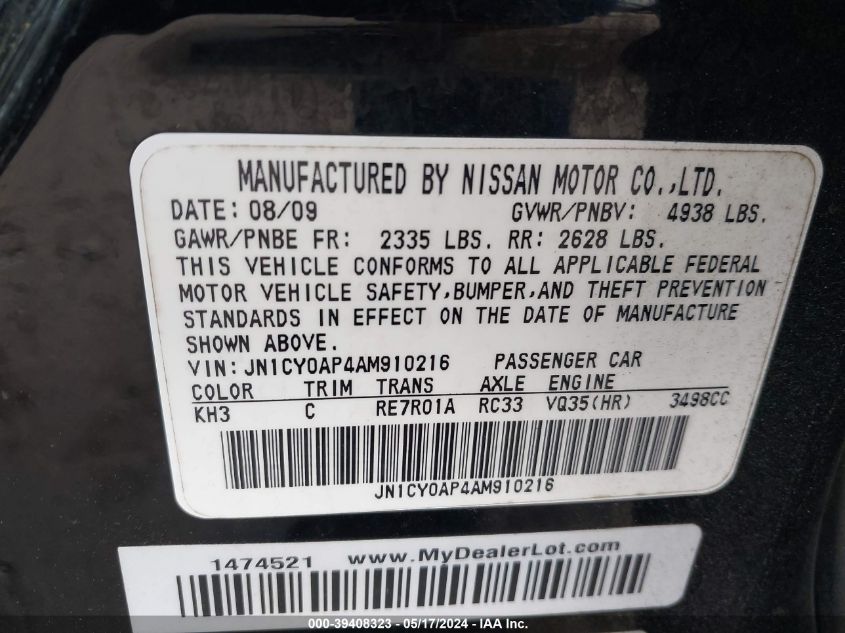 MANUFACTURED BY NISSAN MOTOR CO.,LTD.
DATE: 08/09 GVWR/PNBV: 4938 LBS.
GAWR/PNBE FR: 2335 LBS. RR: 2628 LBS.
THIS VEHICLE CONFORMS TO ALL APPLICABLE FEDERAL
MOTOR VEHICLE SAFETY,BUMPER,AND THEFT PREVENTION
STANDARDS IN EFFECT ON THE DATE OF MANUFACTURE
SHOWN ABOVE.
VIN: JN1CY0AP4AM910216 PASSENGER CAR
COLOR TRIM TRANS AXLE ENGINE
KH3 C RE7R01A RC33 VQ35(HR) 3498CC
JN1CY0AP4AM910216
1474521 www.MyDealerLot.com
000-39408323 - 05/17/2024 - IAA Inc.